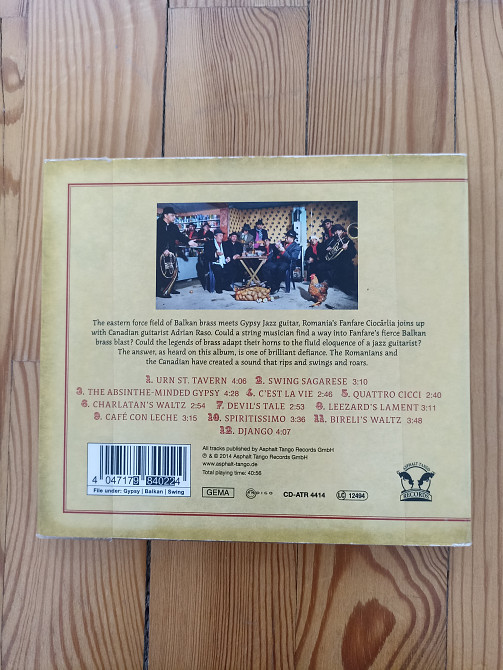 The eastern force field of Balkan brass meets Gypsy Jazz guitar, Romania's Fanfare Ciocărlia joins up
with Canadian guitarist Adrian Raso. Could a string musician find a way into Fanfare's fierce Balkan
brass blast? Could the legends of brass adapt their horns to the fluid eloquence of a jazz guitarist?
The answer, as heard on this album, is one of brilliant defiance. The Romanians and
the Canadian have created a sound that rips and swings and roars.
1. URN ST. TAVERN 4:06 2. SWING SAGARESE 3:10
3. THE ABSINTHE-MINDED GYPSY 4:28 4. C'EST LA VIE 2:46 5. QUATTRO CICCI 2:40
6. CHARLATAN'S WALTZ 2:54 7. DEVIL'S TALE 2:53 8. LEEZARD'S LAMENT 3:11
9. CAFÉ CON LECHE 3:15 10. SPIRITISSIMO 3:36 11. BIRELI'S WALTZ 3:48
12. DJANGO 4:07
All tracks published by Asphalt Tango Records GmbH
℗ & © 2014 Asphalt Tango Records GmbH
www.asphalt-tango.de
Total playing time: 40:56
4 047179 840224
File under: Gypsy | Balkan | Swing
GEMA indigo CD-ATR 4414 LC 12494
ASPHALT TANGO
RECORDS